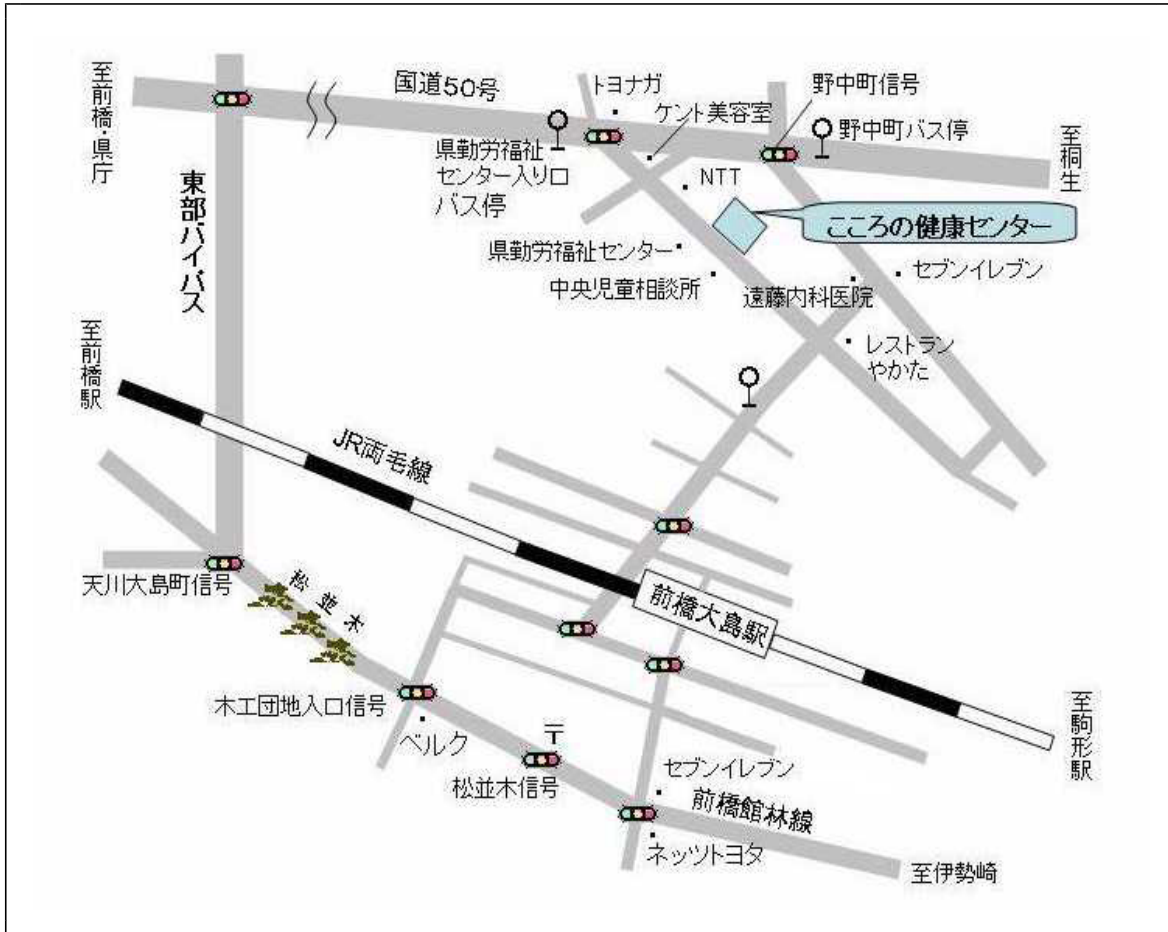 至前橋・県庁
国道50号
トヨナガ
ケント美容室
野中町信号
野中町バス停
至桐生
県勤労福祉
センター入り口
バス停
東部バイパス
NTT
こころの健康センター
県勤労福祉センター
中央児童相談所
遠藤内科医院
セブンイレブン
レストラン
やかた
至前橋駅
JR両毛線
天川大島町信号
松並木
前橋大島駅
木工団地入口信号
ベルク
〒
松並木信号
セブンイレブン
前橋館林線
ネッツトヨタ
至駒形駅
至伊勢崎